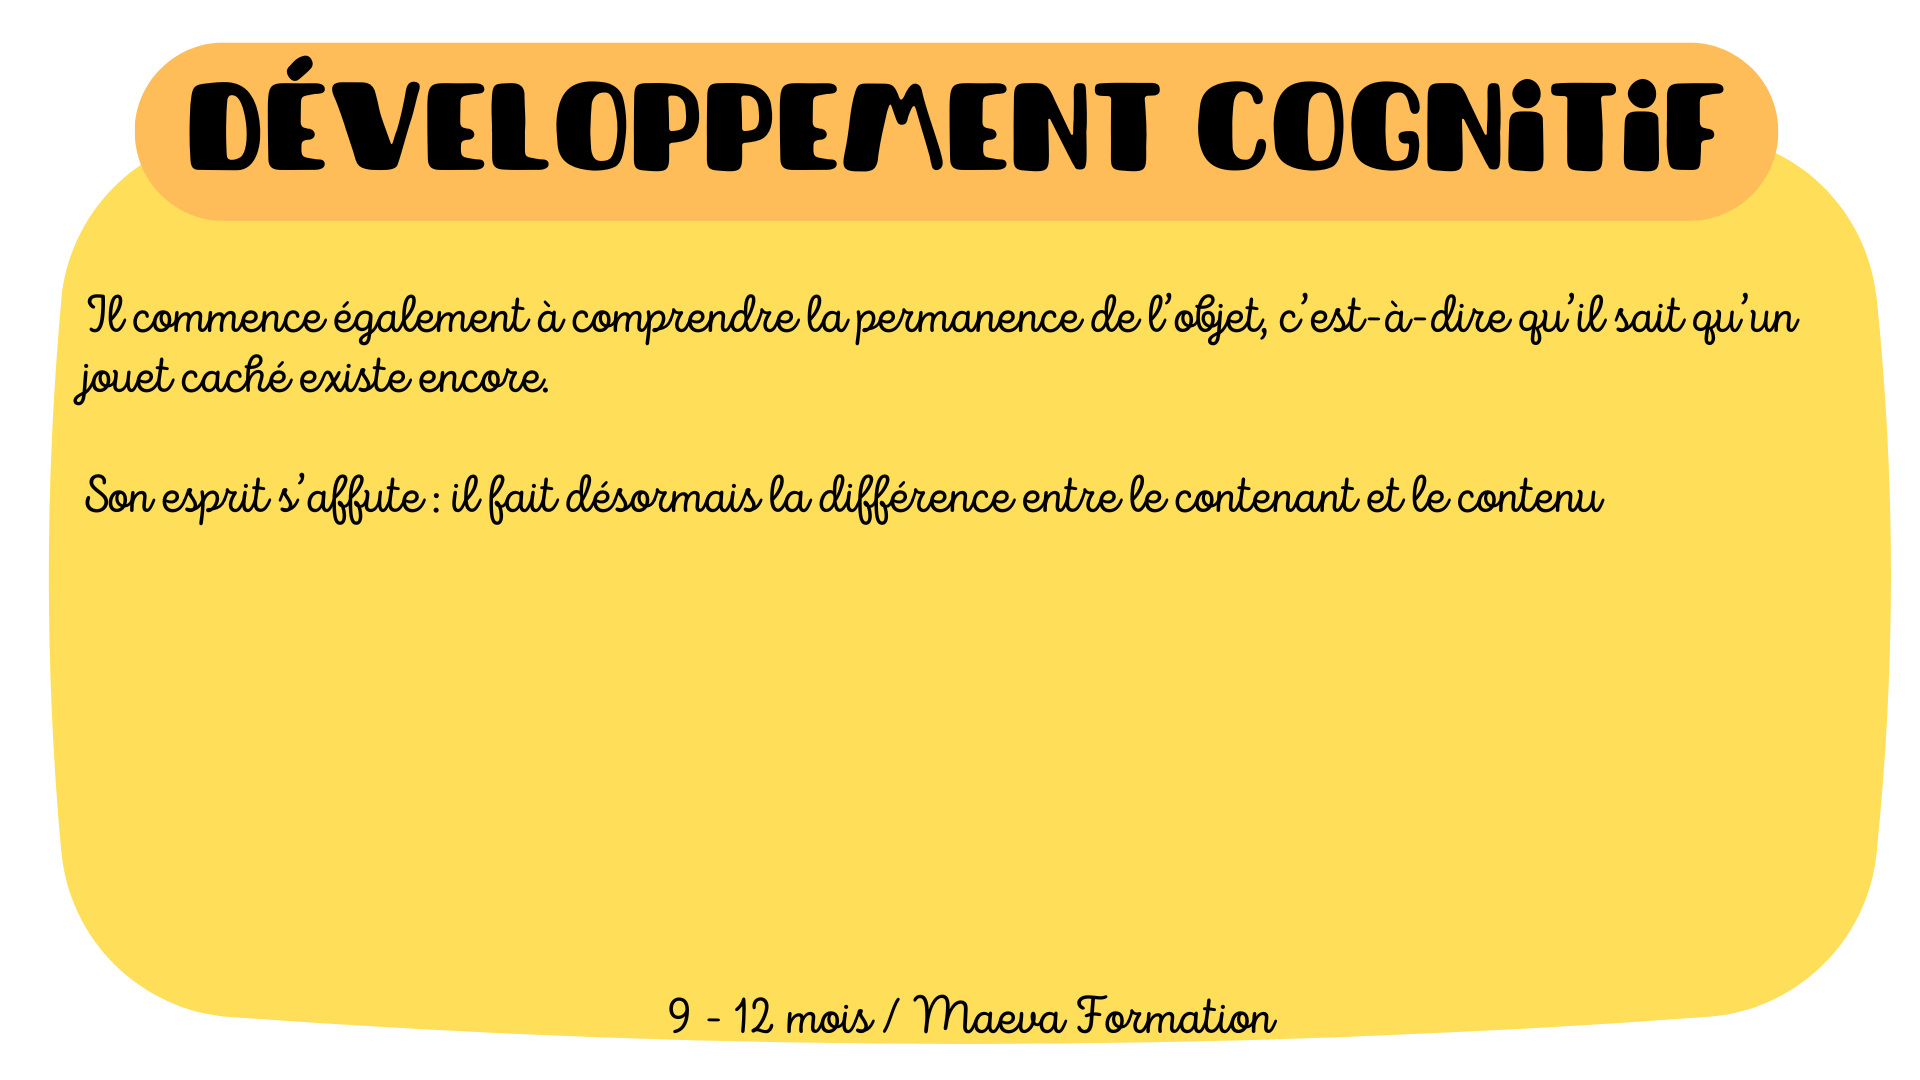 DÉVELOPPEMENT COGNITIF
Il commence également à comprendre la permanence de l'objet, c'est-à-dire qu'il sait qu'un
jouet caché existe encore.
Son esprit s'affute : il fait désormais la différence entre le contenant et le contenu
9 - 12 mois / Maeva Formation